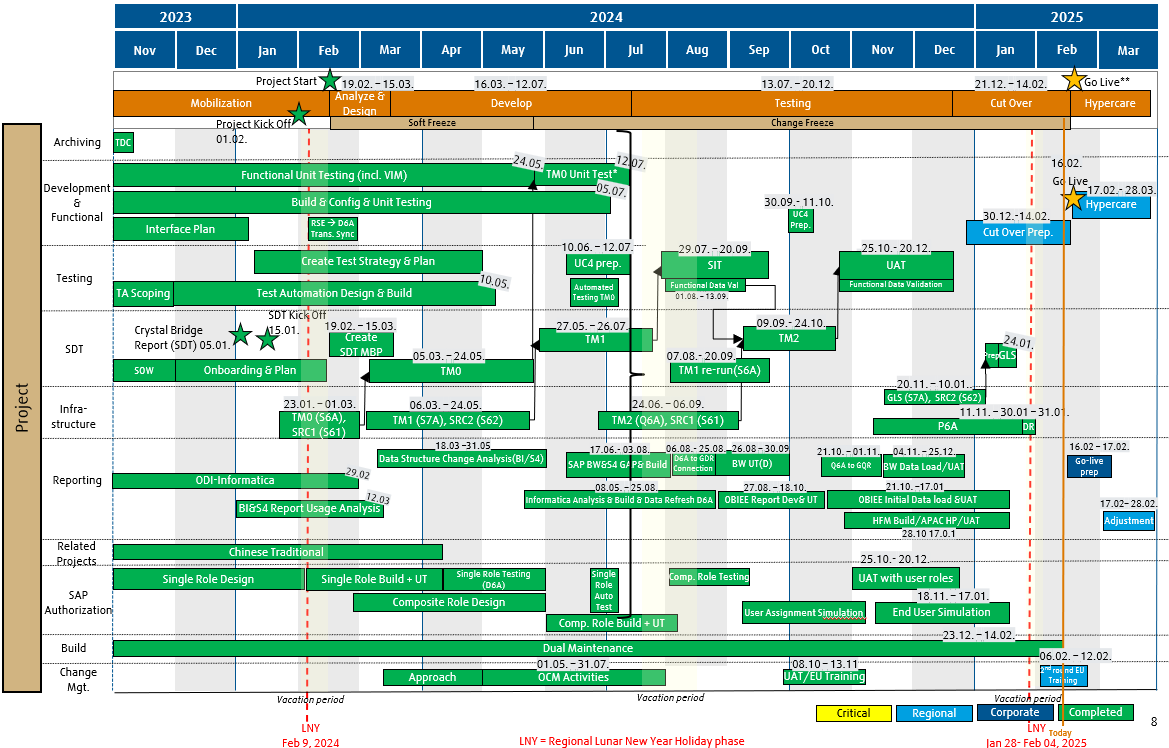 2023
2024
2025
Nov
Dec
Jan
Feb
Mar
Apr
May
Jun
Jul
Aug
Sep
Oct
Nov
Dec
Jan
Feb
Mar
Project Start
19.02. – 15.03.
16.03. – 12.07.
13.07. - 20.12.
21.12. - 14.02.
Go Live**
Mobilization
Analyze &
Design
Develop
Testing
Cut Over
Hypercare
Project Kick Off
01.02.
Soft Freeze
Change Freeze
Project
Archiving
TDC
Development
&
Functional
24.05.
12.07.
Functional Unit Testing (incl. VIM)
TM0 Unit Test*
05.07.
Build & Config & Unit Testing
Interface Plan
RSE → D6A
Trans. Sync
30.09. - 11.10.
UC4
Prep.
16.02.
Go Live
17.02. - 28.03.
Hypercare
30.12. -14.02.
Cut Over Prep.
Testing
Create Test Strategy & Plan
10.05.
TA Scoping
Test Automation Design & Build
10.06. – 12.07.
UC4 prep.
Automated
Testing TM0
29.07. - 20.09.
SIT
Functional Data Val
01.08. – 13.09.
25.10. - 20.12.
UAT
Functional Data Validation
SDT
Crystal Bridge
Report (SDT) 05.01.
SDT Kick Off
15.01.
19.02. – 15.03.
Create
SDT MBP
SOW
Onboarding & Plan
05.03. – 24.05.
TM0
27.05. – 26.07.
TM1
07.08. - 20.09.
TM1 re-run(S6A)
09.09. - 24.10.
TM2
24.01.
Prep
GLS
Infra-
structure
23.01. – 01.03.
TM0 (S6A),
SRC1 (S61)
06.03. – 24.05.
TM1 (S7A), SRC2 (S62)
24.06. – 06.09.
TM2 (Q6A), SRC1 (S61)
20.11. – 10.01.
GLS (S7A), SRC2 (S62)
11.11. – 30.01 – 31.01.
P6A
DR
Reporting
18.03 -31.05
Data Structure Change Analysis(BI/S4)
29.02
ODI-Informatica
12.03
BI&S4 Report Usage Analysis
17.06. - 03.08.
SAP BW&S4 GAP& Build
06.08. – 25.08.
D6A to GDR
Connection
26.08 – 30.09
BW UT(D)
21.10. – 01.11.
Q6A to GQR
04.11. – 25.12.
BW Data Load/UAT
16.02 – 17.02.
Go-live
prep
08.05. – 25.08.
Informatica Analysis & Build & Data Refresh D6A
27.08. – 18.10.
OBIEE Report Dev& UT
21.10. -17.01
OBIEE Initial Data load &UAT
HFM Build/APAC HP/UAT
28.10 17.0.1
17.02– 28.02.
Adjustment
Related
Projects
Chinese Traditional
SAP
Authorization
Single Role Design
Single Role Build + UT
Single Role Testing
(D6A)
Composite Role Design
Single
Role
Auto
Test
Comp. Role Build + UT
Comp. Role Testing
User Assignment Simulation
25.10. - 20.12.
UAT with user roles
18.11. – 17.01.
End User Simulation
Build
23.12. – 14.02.
Dual Maintenance
Change
Mgt.
Approach
01.05. – 31.07.
OCM Activities
08.10 – 13.11
UAT/EU Training
06.02. – 12.02.
2nd round EU
Training
Vacation period
Vacation period
Vacation period
Critical
Regional
Corporate
Completed
8
LNY
Feb 9, 2024
LNY = Regional Lunar New Year Holiday phase
LNY
Today
Jan 28- Feb 04, 2025